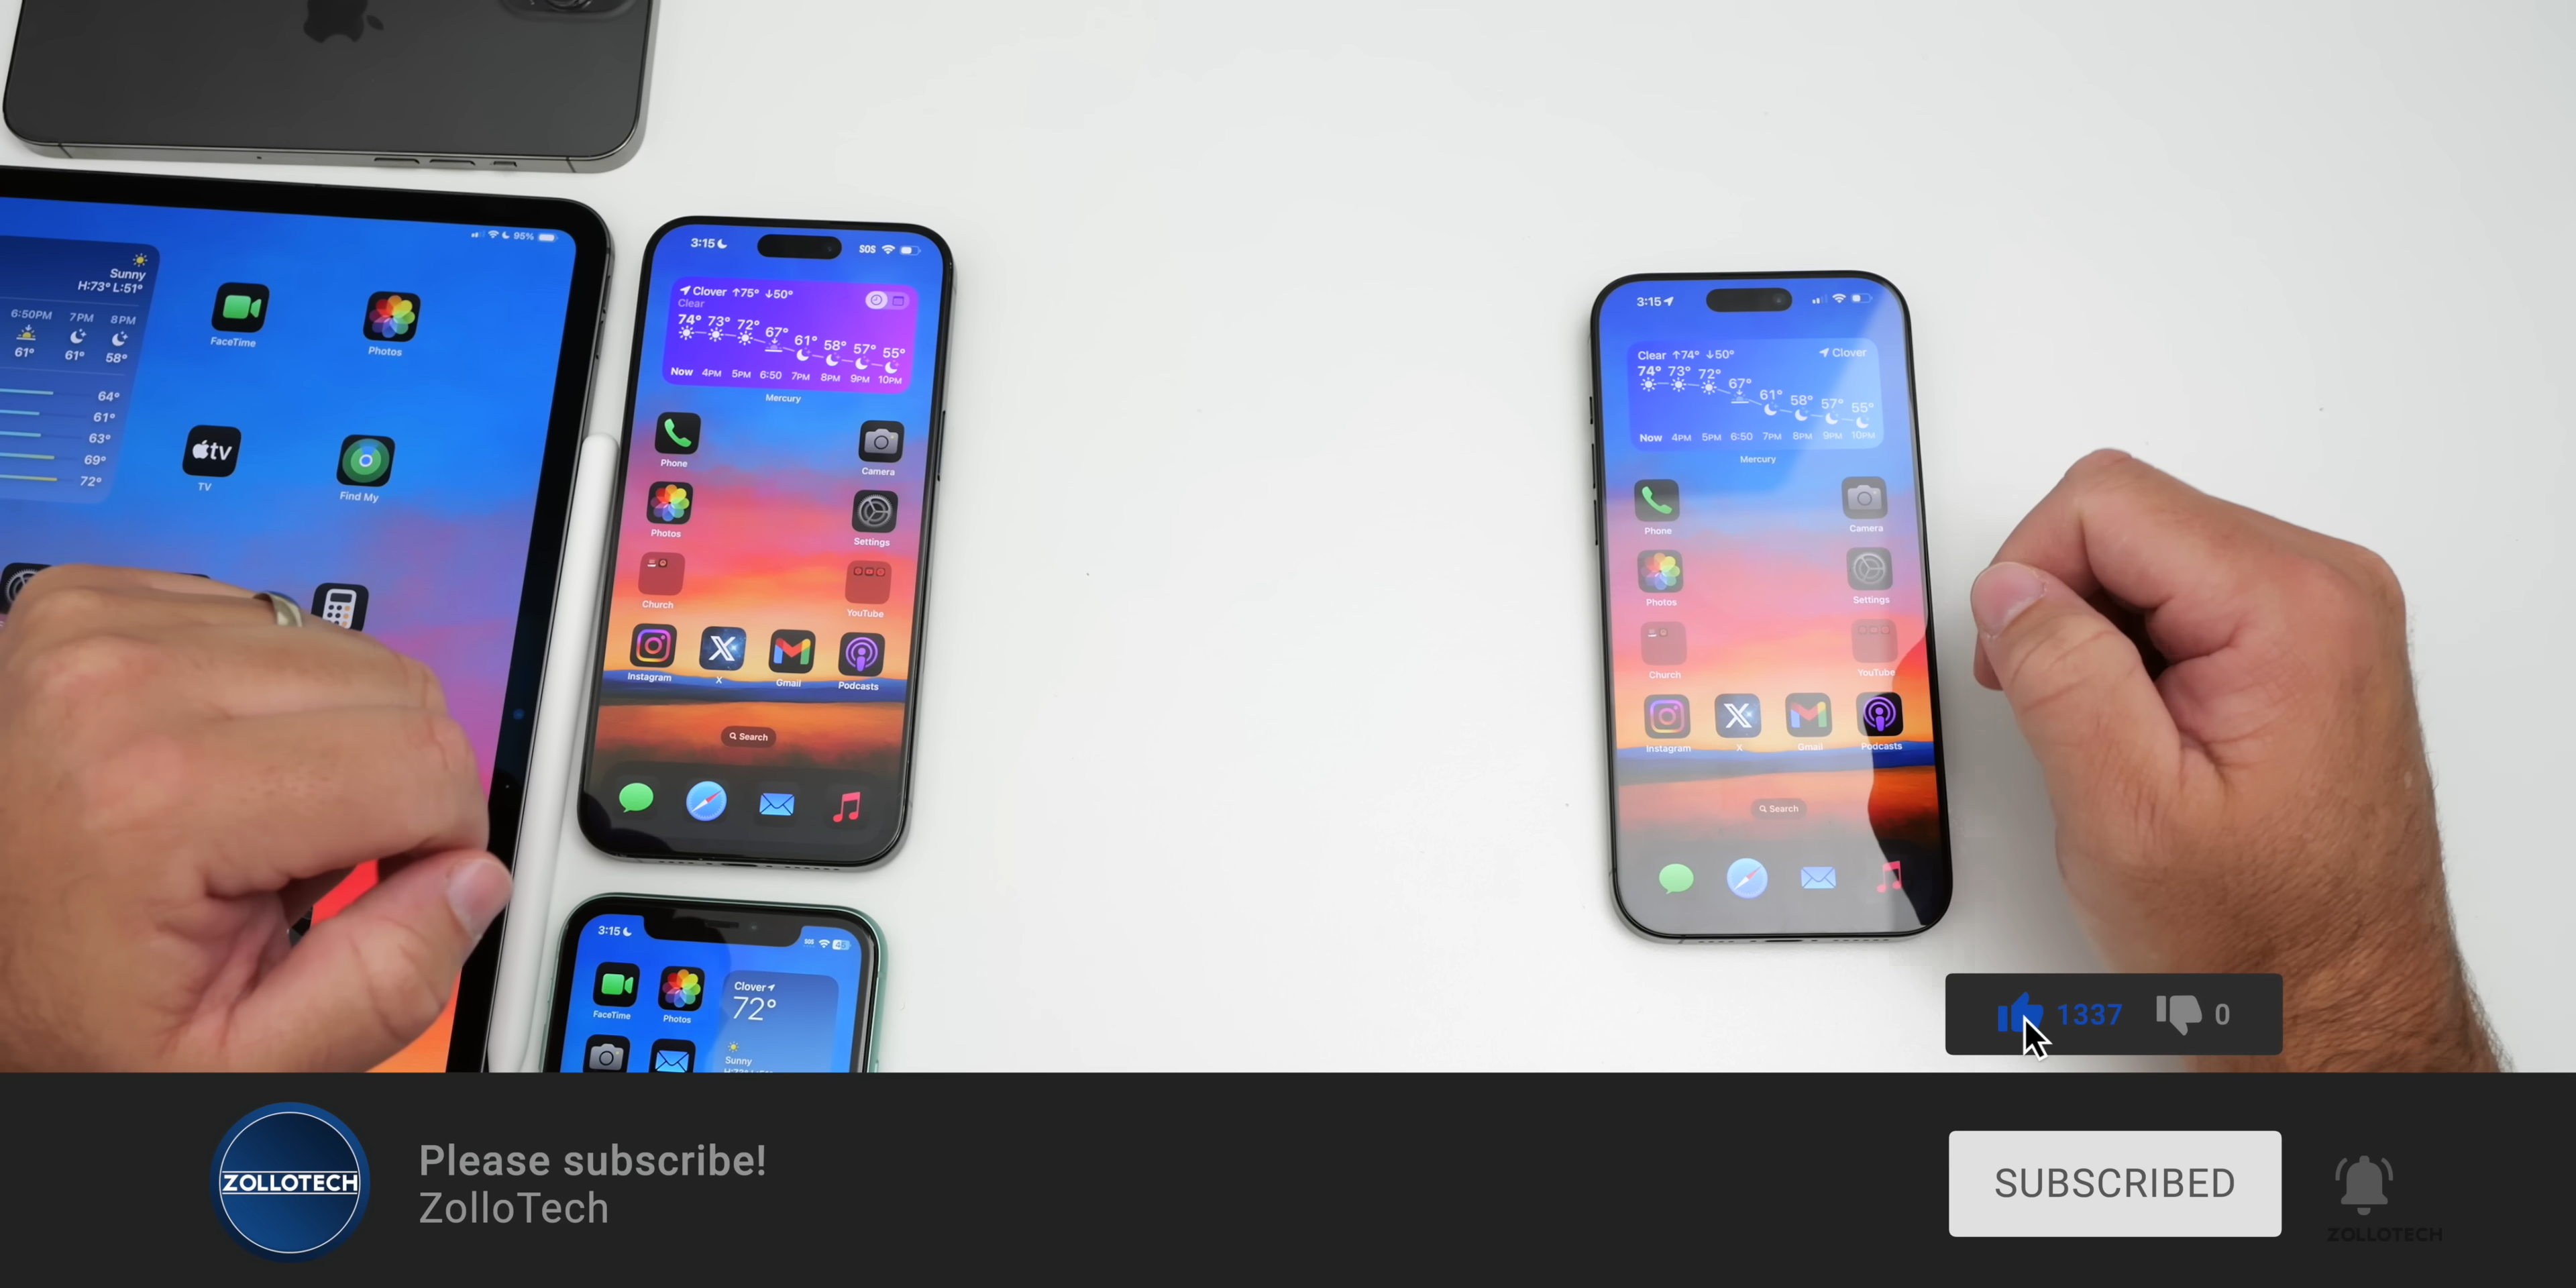 95%
Sunny
H:73° L:51°
6:50PM 7PM 8PM
61° 61° 58°
64°
61°
63°
69°
72°
FaceTime
Photos
tv
TV
Find My
3:15
SOS
Clover ↑75° ↓50°
Clear
74° 73° 72° 67° 61° 58° 57° 55°
Now 4PM 5PM 6:50 7PM 8PM 9PM 10PM
Mercury
Phone
Camera
Photos
Settings
Church
YouTube
Instagram X Gmail Podcasts
Search
3:15
SOS
FaceTime Photos
Clover
72°
Sunny
3:15
Clear ↑74° ↓50° Clover
74° 73° 72° 67° 61° 58° 57° 55°
Now 4PM 5PM 6:50 7PM 8PM 9PM 10PM
Mercury
Phone
Camera
Photos
Settings
Church
YouTube
Instagram X Gmail Podcasts
Search
1337 0
ZOLLOTECH
Please subscribe!
ZolloTech
SUBSCRIBED
ZOLLOTECH